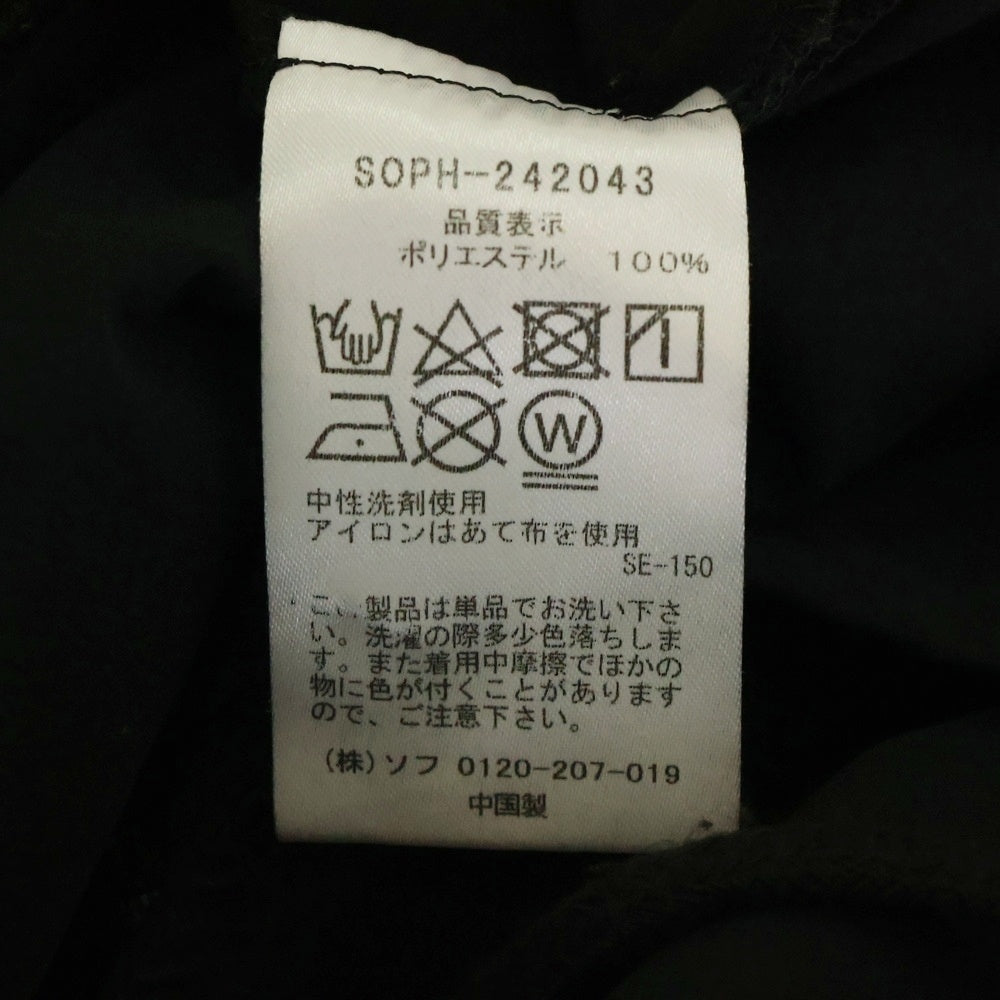 SOPH-242043
品質表示
ポリエステル 100%
W
中性洗剤使用
アイロンはあて布を使用
SE-150
こ 製品は単品でお洗い下さ
い。洗濯の際多少色落ちしま
す。また着用中摩擦でほかの
物に色が付くことがあります
ので、ご注意下さい。
(株)ソフ 0120-207-019
中国製